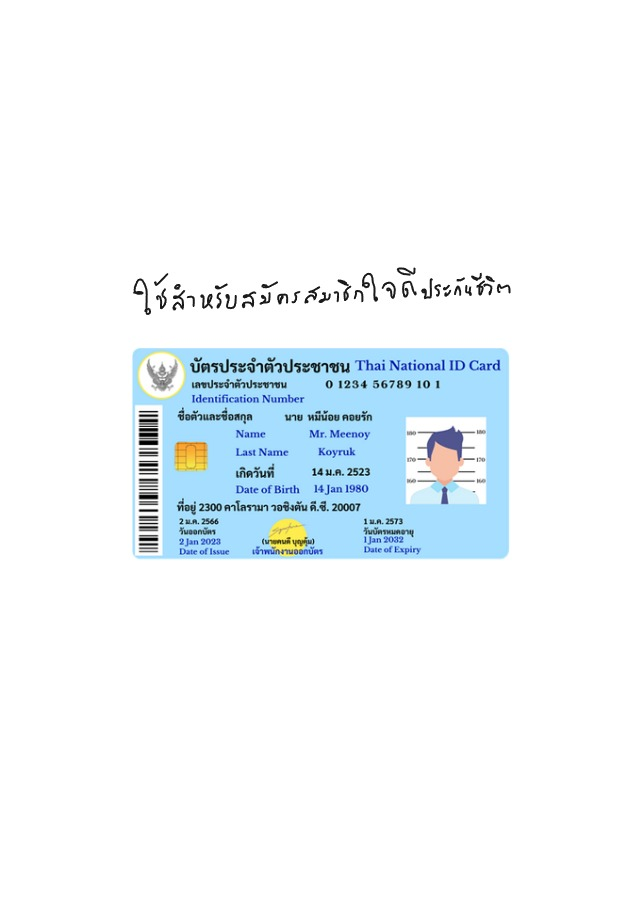 ใช้สำหรับสมัครสมาชิกใจดีประกันชีวิต
บัตรประจำตัวประชาชน Thai National ID Card
เลขประจำตัวประชาชน 0 1234 56789 10 1
Identification Number
ชื่อตัวและชื่อสกุล นาย หมีน้อย คอยรัก
Name Mr. Meenoy
Last Name Koyruk
เกิดวันที่ 14 ม.ค. 2523
Date of Birth 14 Jan 1980
ที่อยู่ 2300 คาโลรามา วอชิงตัน ดี.ซี. 20007
2 ม.ค. 2566
วันออกบัตร
2 Jan 2023
Date of Issue
(นายคนดี บุญคุ้ม)
เจ้าพนักงานออกบัตร
1 ม.ค. 2573
วันบัตรหมดอายุ
1 Jan 2032
Date of Expiry
180 180
170 170
160 160